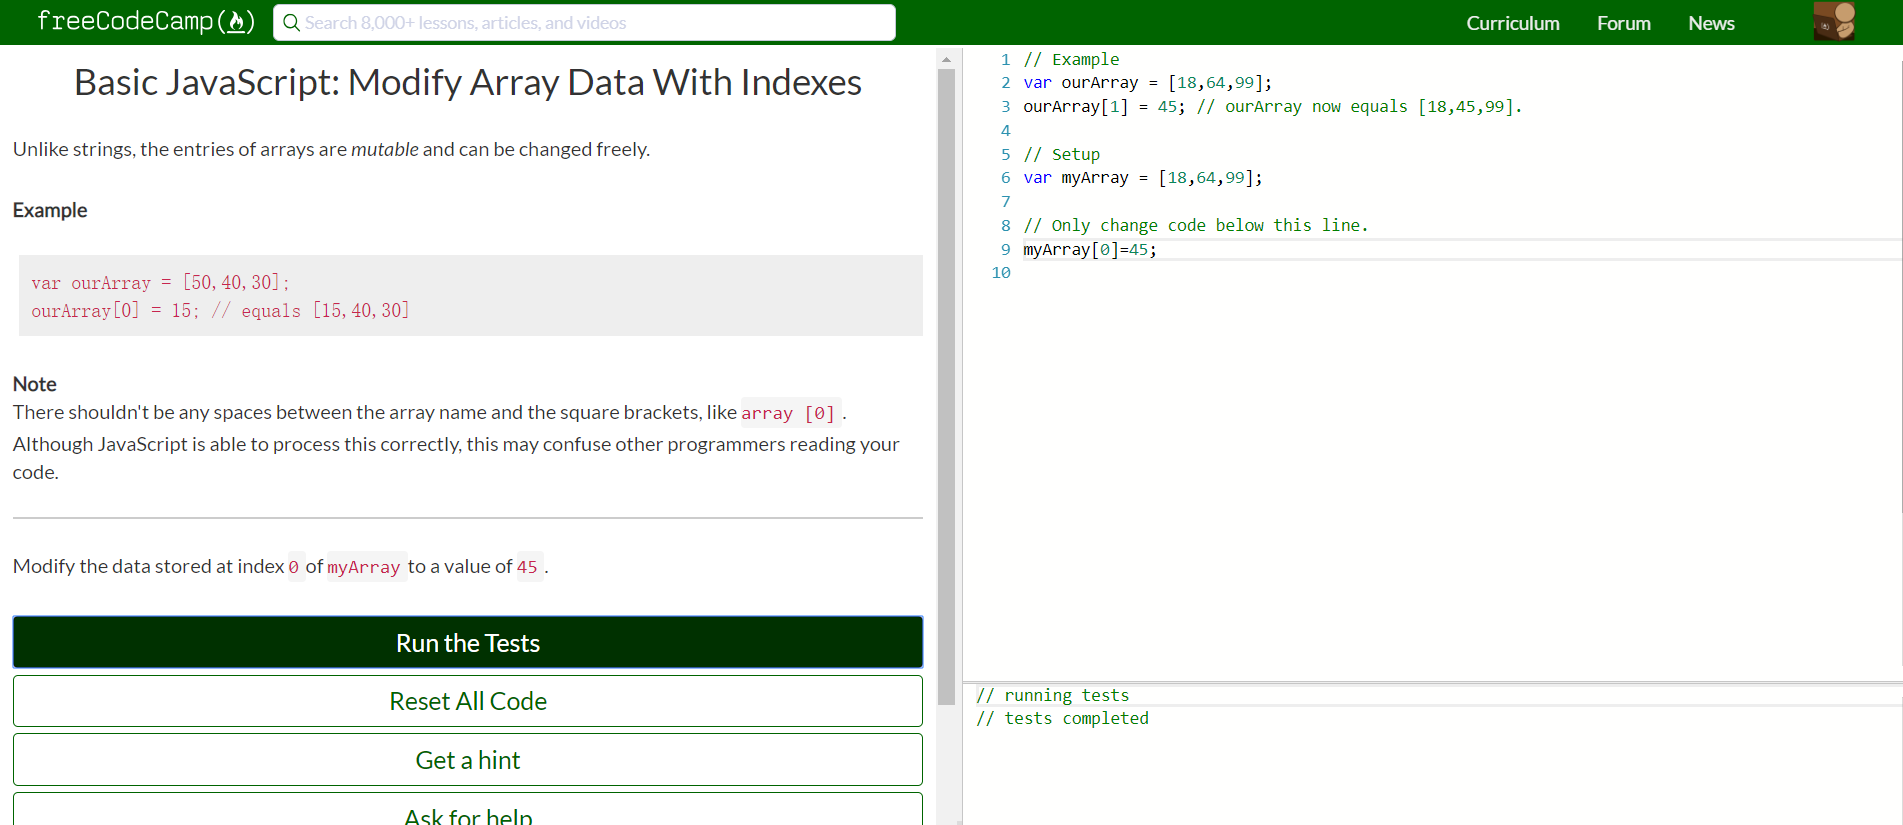 freeCodeCamp
Search 8,000+ lessons, articles, and videos
Curriculum
Forum
News
Basic JavaScript: Modify Array Data With Indexes
Unlike strings, the entries of arrays are mutable and can be changed freely.
Example
var ourArray = [50,40,30];
ourArray[0] = 15; // equals [15,40,30]
Note
There shouldn't be any spaces between the array name and the square brackets, like array [0] .
Although JavaScript is able to process this correctly, this may confuse other programmers reading your
code.
Modify the data stored at index 0 of myArray to a value of 45 .
Run the Tests
Reset All Code
Get a hint
Ask for help
1 // Example
2 var ourArray = [18,64,99];
3 ourArray[1] = 45; // ourArray now equals [18,45,99].
4
5 // Setup
6 var myArray = [18,64,99];
7
8 // Only change code below this line.
9 myArray[0]=45;
10
// running tests
// tests completed